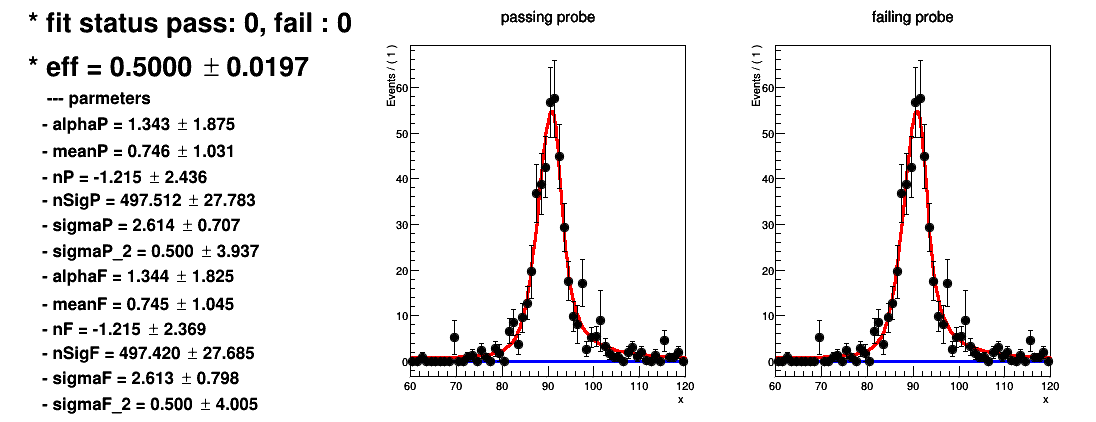 * fit status pass: 0, fail : 0
* eff = 0.5000 ± 0.0197
--- parmeters
- alphaP = 1.343 ± 1.875
- meanP = 0.746 ± 1.031
- nP = -1.215 ± 2.436
- nSigP = 497.512 ± 27.783
- sigmaP = 2.614 ± 0.707
- sigmaP_2 = 0.500 ± 3.937
- alphaF = 1.344 ± 1.825
- meanF = 0.745 ± 1.045
- nF = -1.215 ± 2.369
- nSigF = 497.420 ± 27.685
- sigmaF = 2.613 ± 0.798
- sigmaF_2 = 0.500 ± 4.005
passing probe
Events / ( 1 )
60
50
40
30
20
10
0
60 70 80 90 100 110 120
x
failing probe
Events / ( 1 )
60
50
40
30
20
10
0
60 70 80 90 100 110 120
x